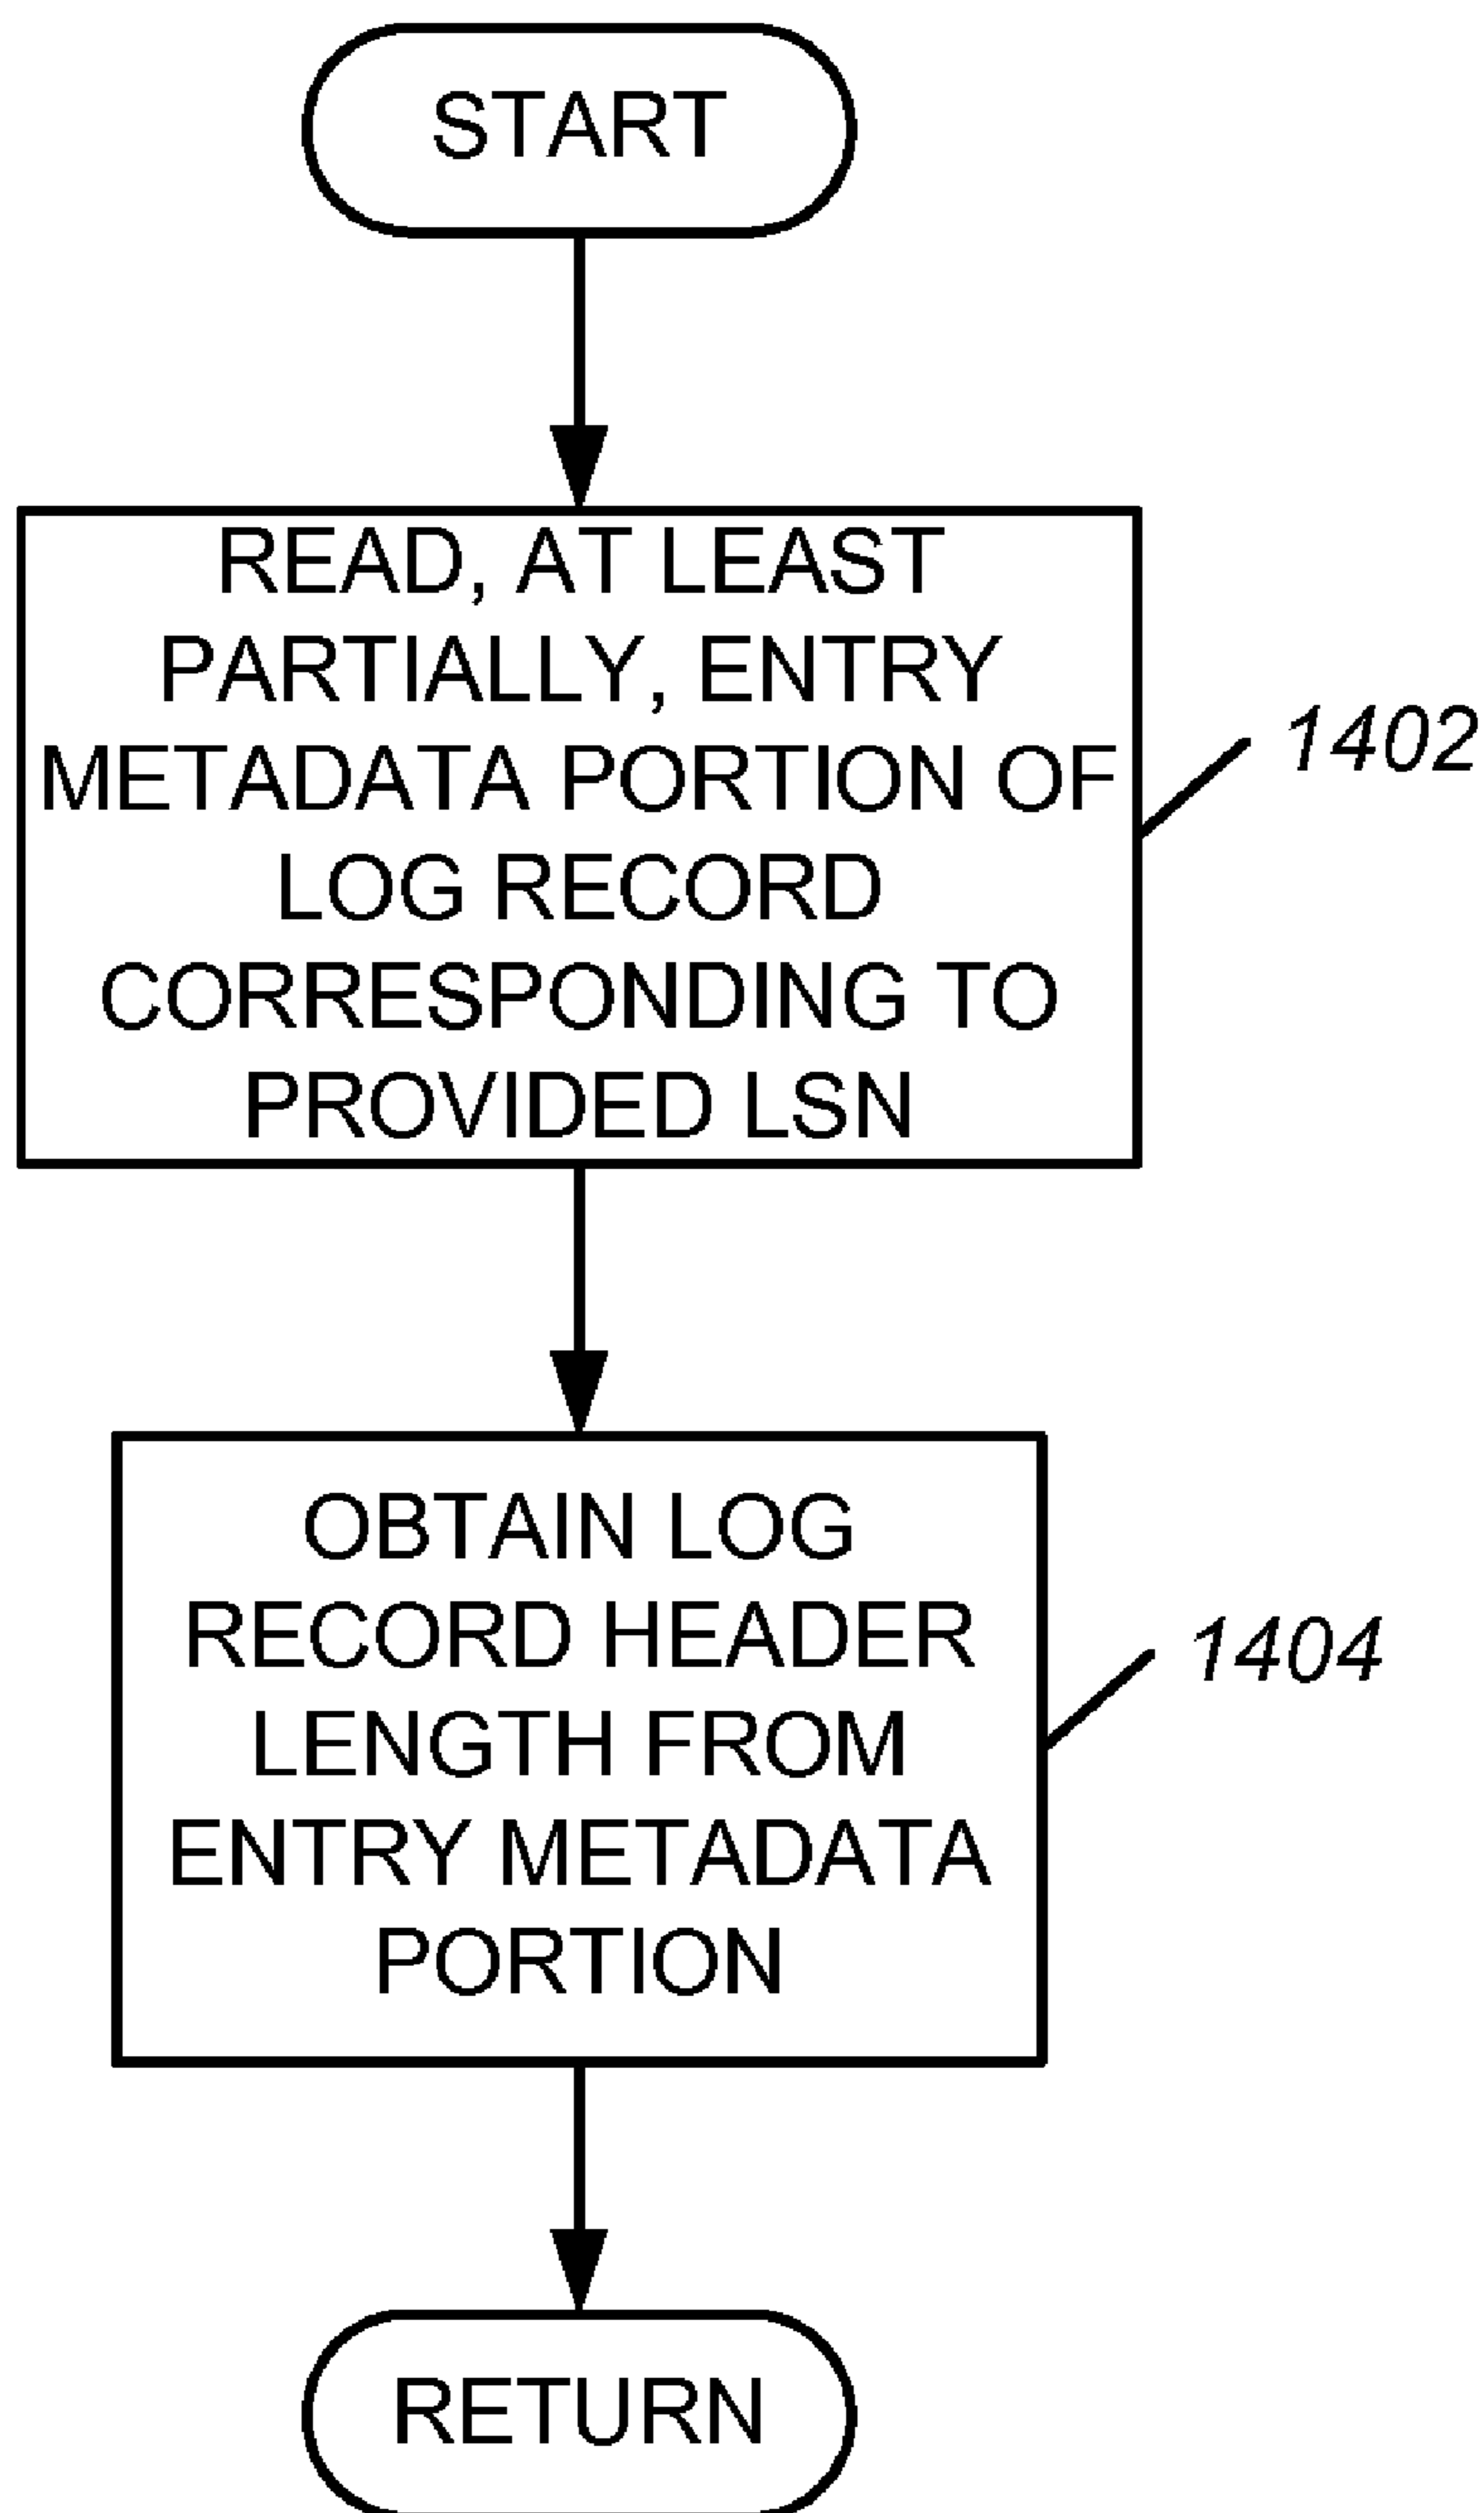 START
READ, AT LEAST
PARTIALLY, ENTRY
METADATA PORTION OF
LOG RECORD
CORRESPONDING TO
PROVIDED LSN
1402
OBTAIN LOG
RECORD HEADER
LENGTH FROM
ENTRY METADATA
PORTION
1404
RETURN